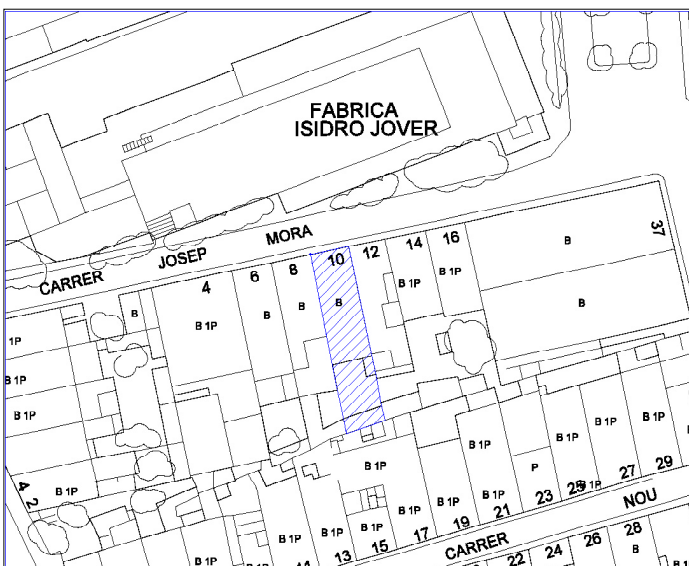 FABRICA
ISIDRO JOVER
CARRER JOSEP MORA
4
6
8
10
12
14
16
37
B
B
B 1P
B
B
B
B 1P
B 1P
B
B
1P
B 1P
B 1P
B 1P
4
2
B 1P
B 1P
B 1P
B 1P
B 1P
B 1P
B 1P
B 1P
B 1P
B 1P
P
B 1P
B 1P
B 1P
B 1P
13
15
17
19
21
23
25
27
29
CARRER NOU
22
24
26
28
B